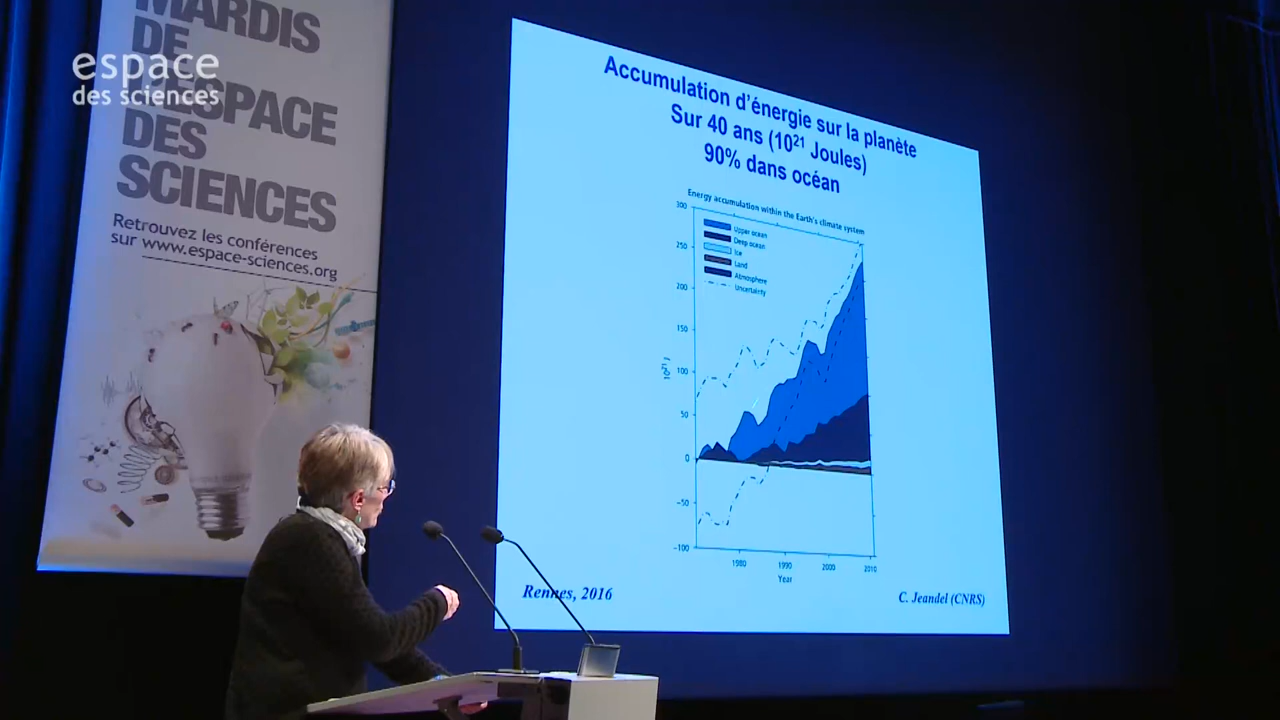 MARDIS
DE
L'ESPACE
DES
SCIENCES
espace
des sciences
Retrouvez les conférences
sur www.espace-sciences.org
Accumulation d'énergie sur la planète
Sur 40 ans (10²¹ Joules)
90% dans océan
Energy accumulation within the Earth's climate system
300
250
200
150
100
50
0
−50
−100
10²¹ J
Upper ocean
Deep ocean
Ice
Land
Atmosphere
Uncertainty
1980 1990 2000 2010
Year
Rennes, 2016
C. Jeandel (CNRS)